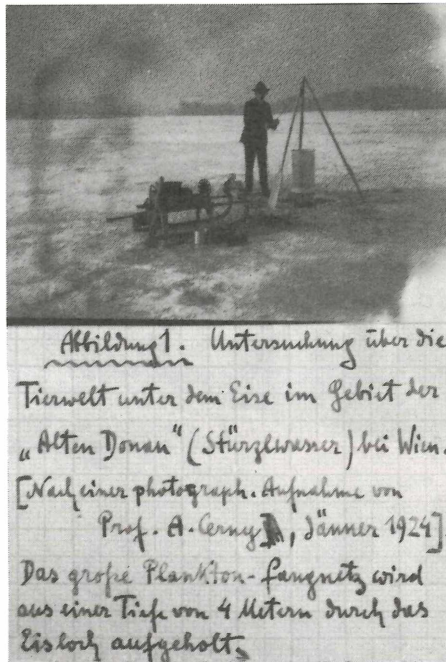 Abbildung 1. Untersuchung über die
Tierwelt unter dem Eise im Gebiet der
„Alten Donau" (Stürzlwasser) bei Wien.
[Nach einer photograph. Aufnahme von
Prof. A. Cerny], Jänner 1924].
Das große Plankton-fangnetz wird
aus einer Tiefe von 4 Metern durch das
Eisloch aufgeholt.